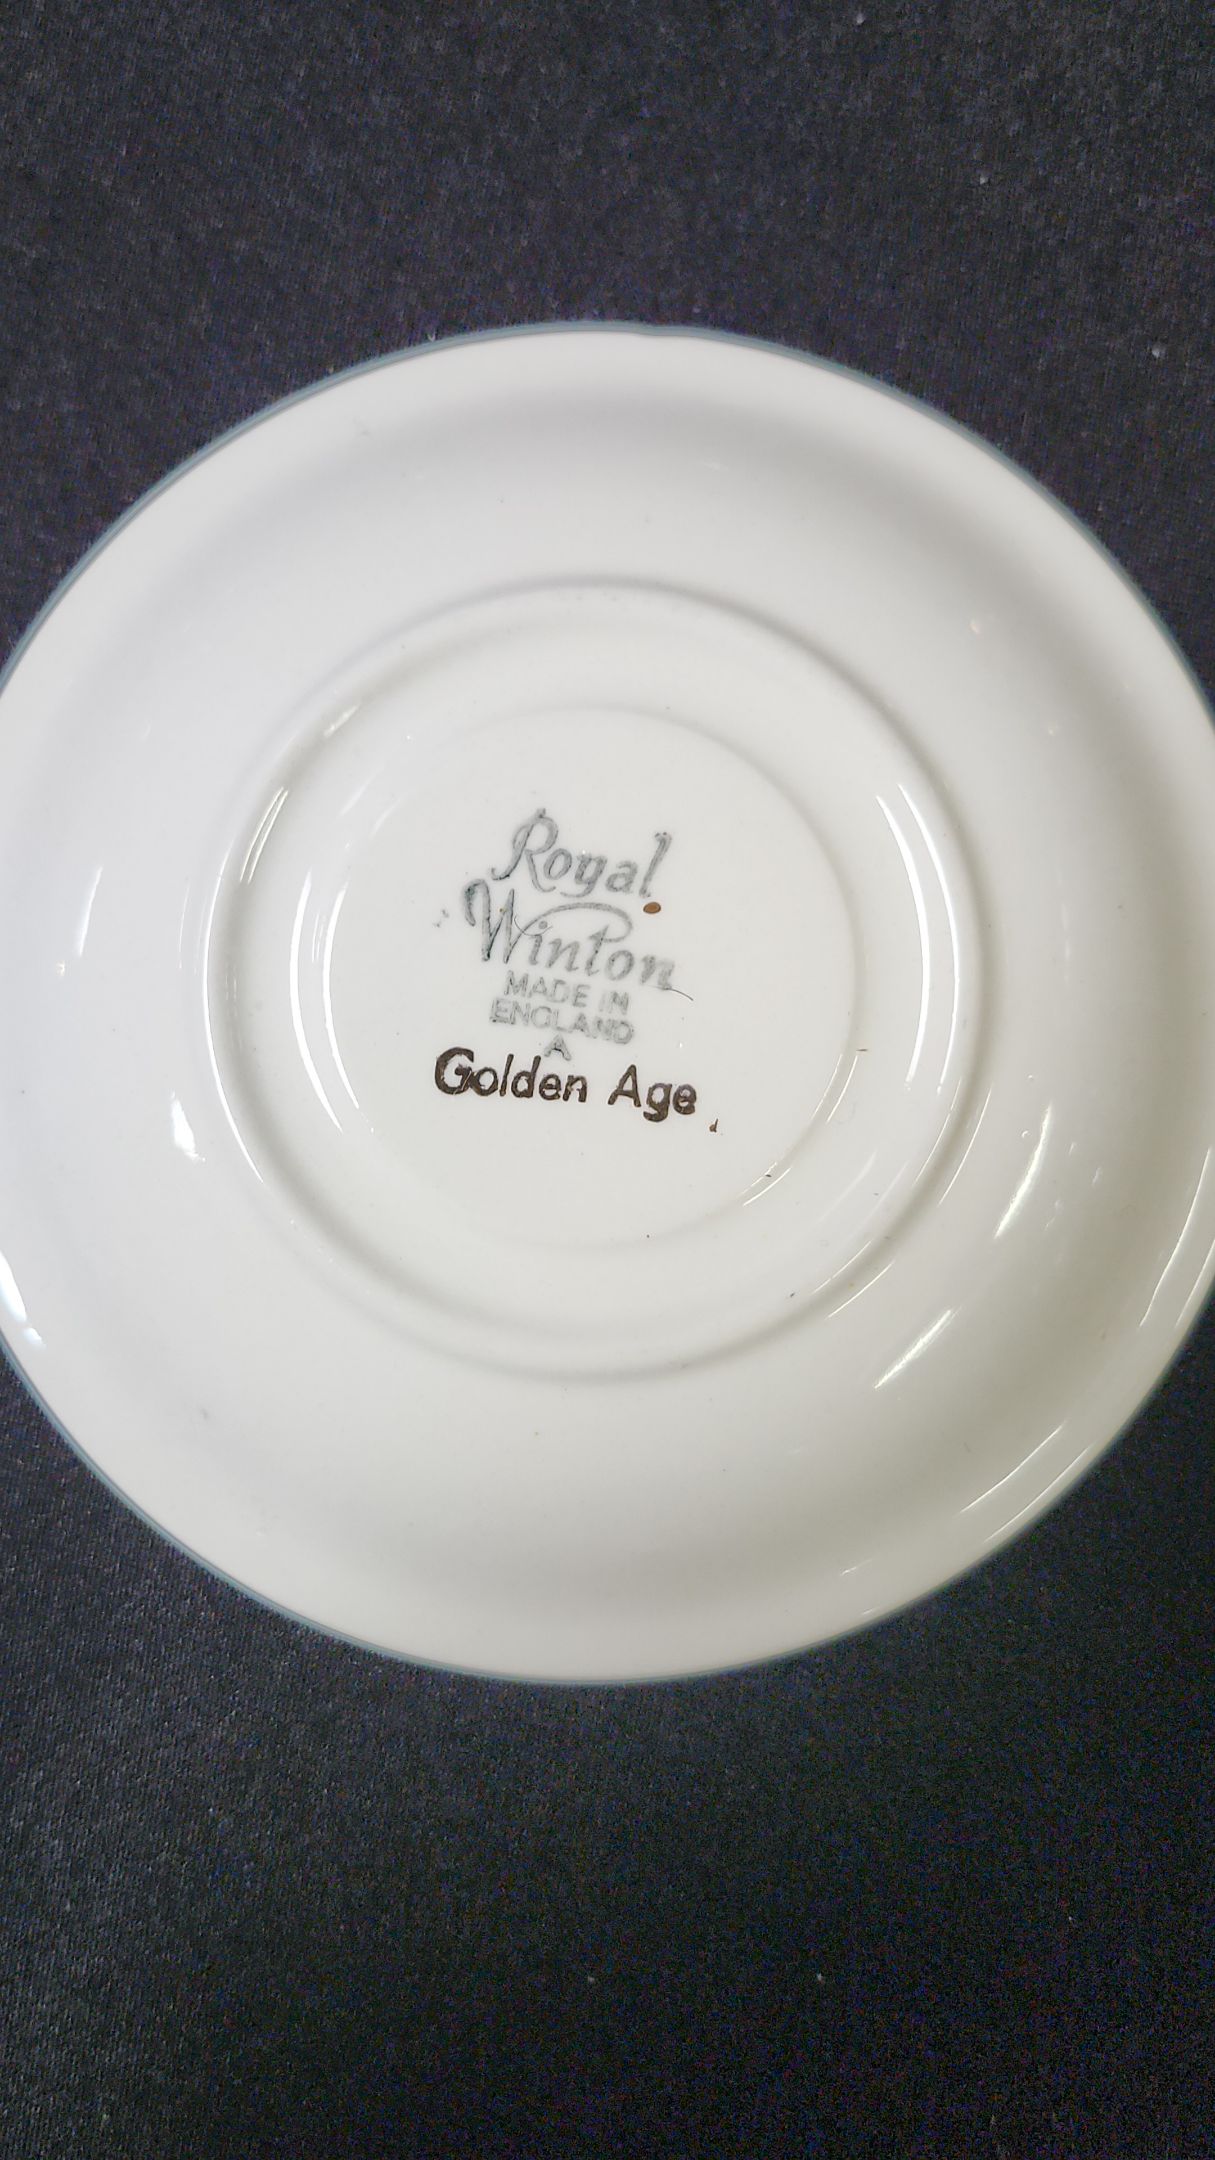 Royal
Winton
MADE IN
ENGLAND
A
Golden Age